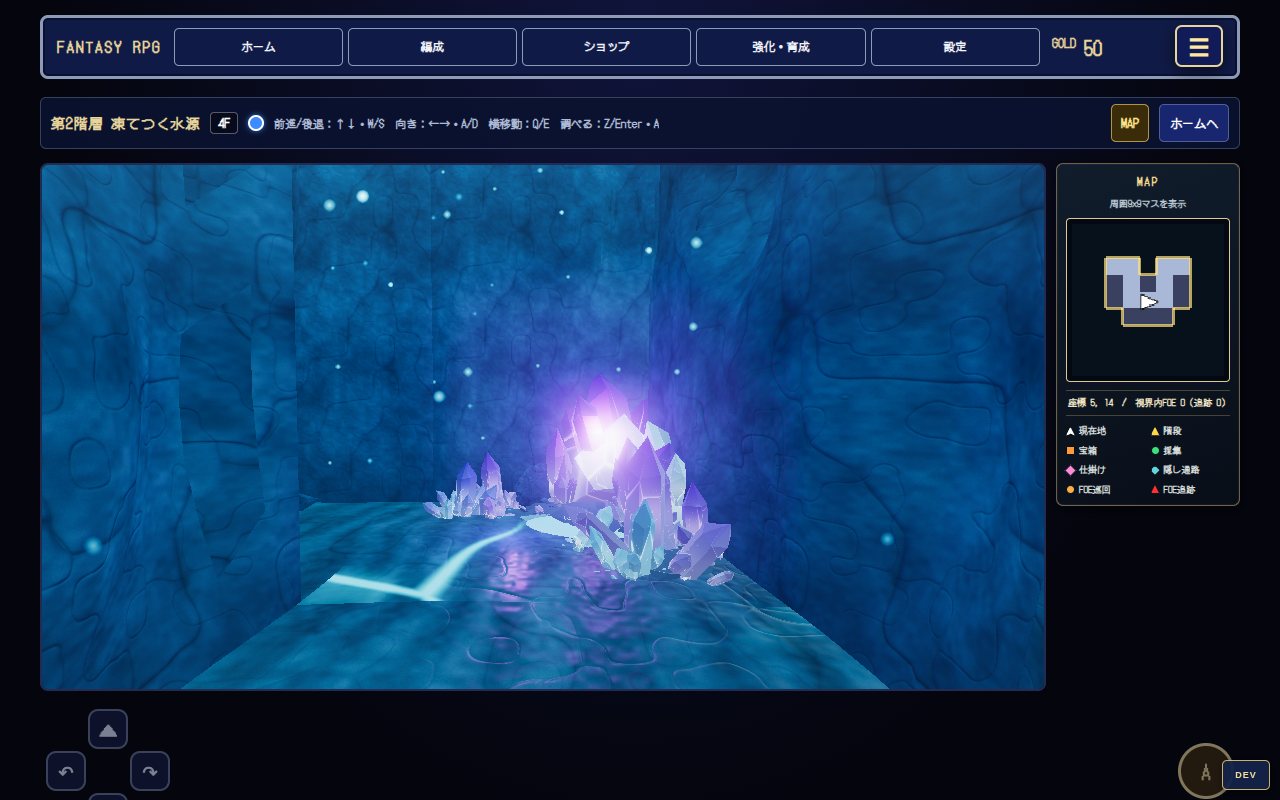 FANTASY RPG ホーム 編成 ショップ 強化・育成 設定 GOLD 50
第2階層 凍てつく水源 4F 前進/後退：↑↓・W/S 向き：←→・A/D 横移動：Q/E 調べる：Z/Enter・A MAP ホームへ
MAP
周囲9x9マスを表示
座標 5, 14 / 視界内FOE 0 (追跡 0)
現在地 階段
宝箱 採集
仕掛け 隠し通路
FOE巡回 FOE追跡
A DEV